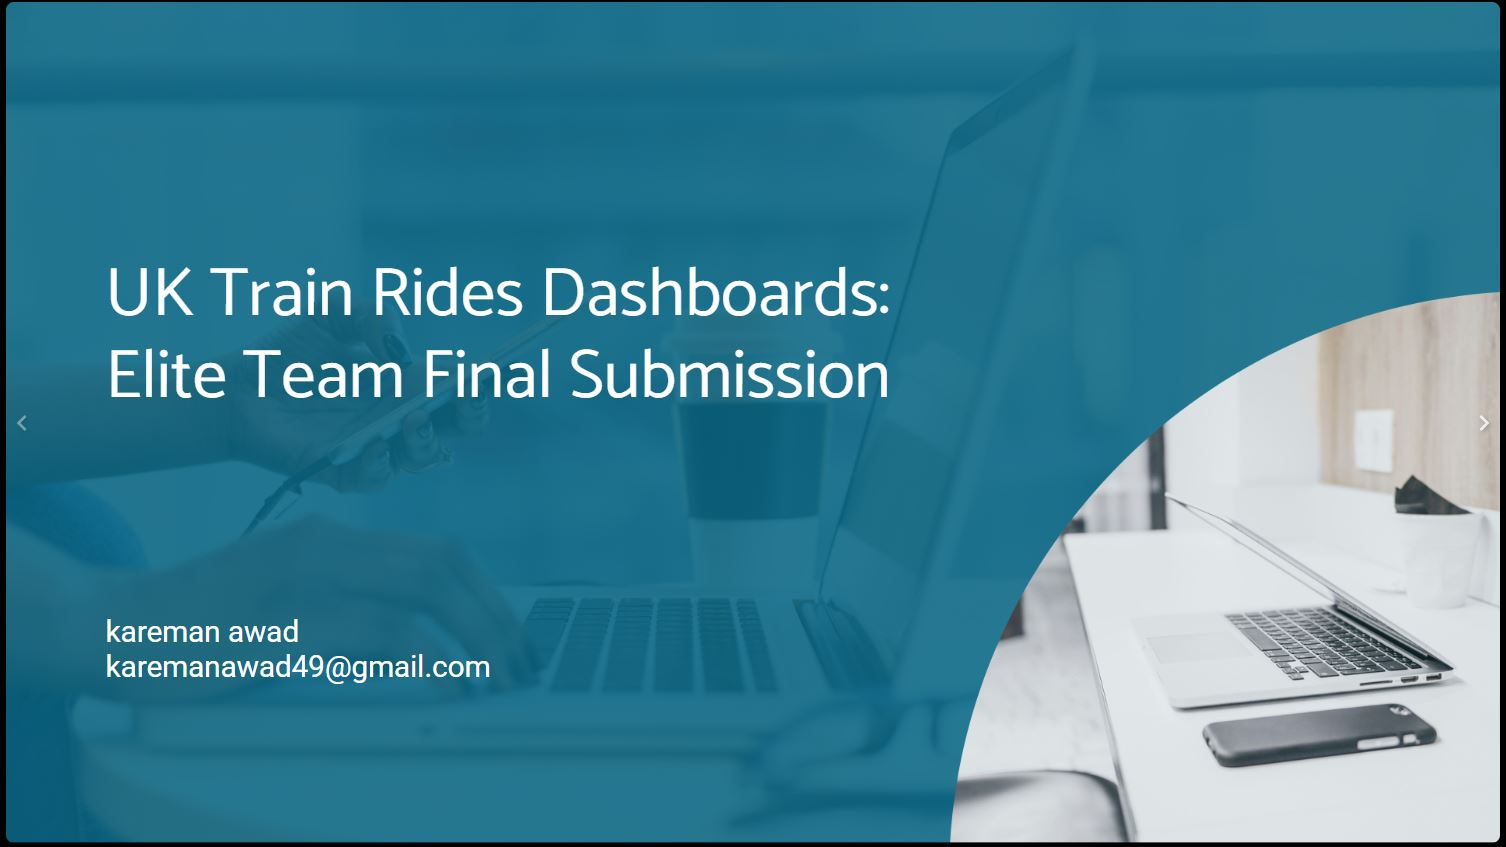 UK Train Rides Dashboards:
Elite Team Final Submission
kareman awad
karemanawad49@gmail.com